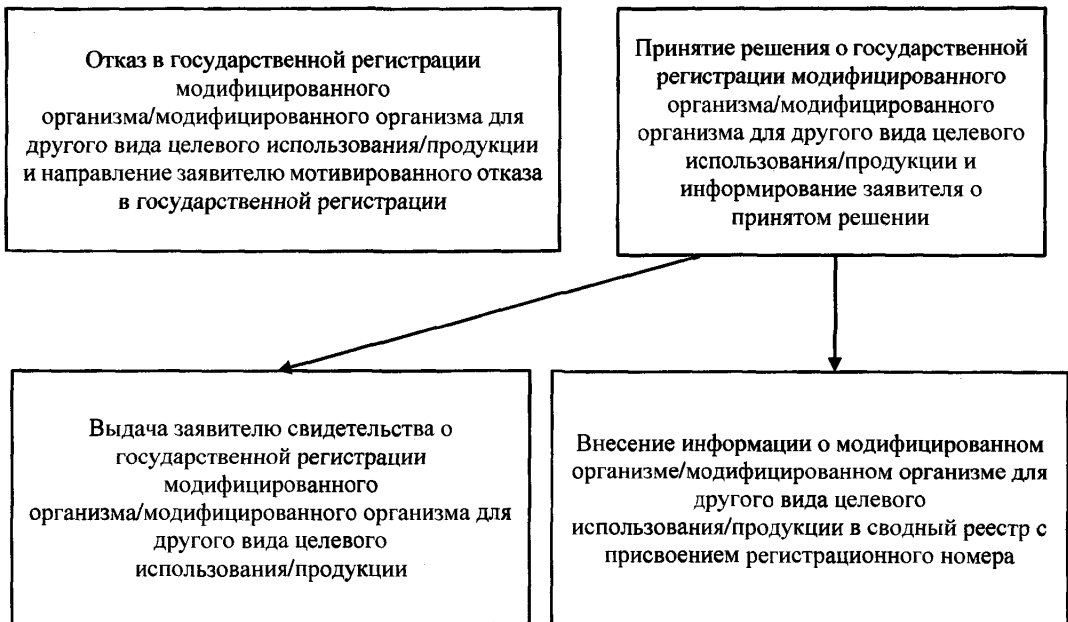 Отказ в государственной регистрации
модифицированного
организма/модифицированного организма для
другого вида целевого использования/продукции
и направление заявителю мотивированного отказа
в государственной регистрации
Принятие решения о государственной
регистрации модифицированного
организма/модифицированного
организма для другого вида целевого
использования/продукции и
информирование заявителя о
принятом решении
Выдача заявителю свидетельства о
государственной регистрации
модифицированного
организма/модифицированного организма для
другого вида целевого
использования/продукции
Внесение информации о модифицированном
организме/модифицированном организме для
другого вида целевого
использования/продукции в сводный реестр с
присвоением регистрационного номера